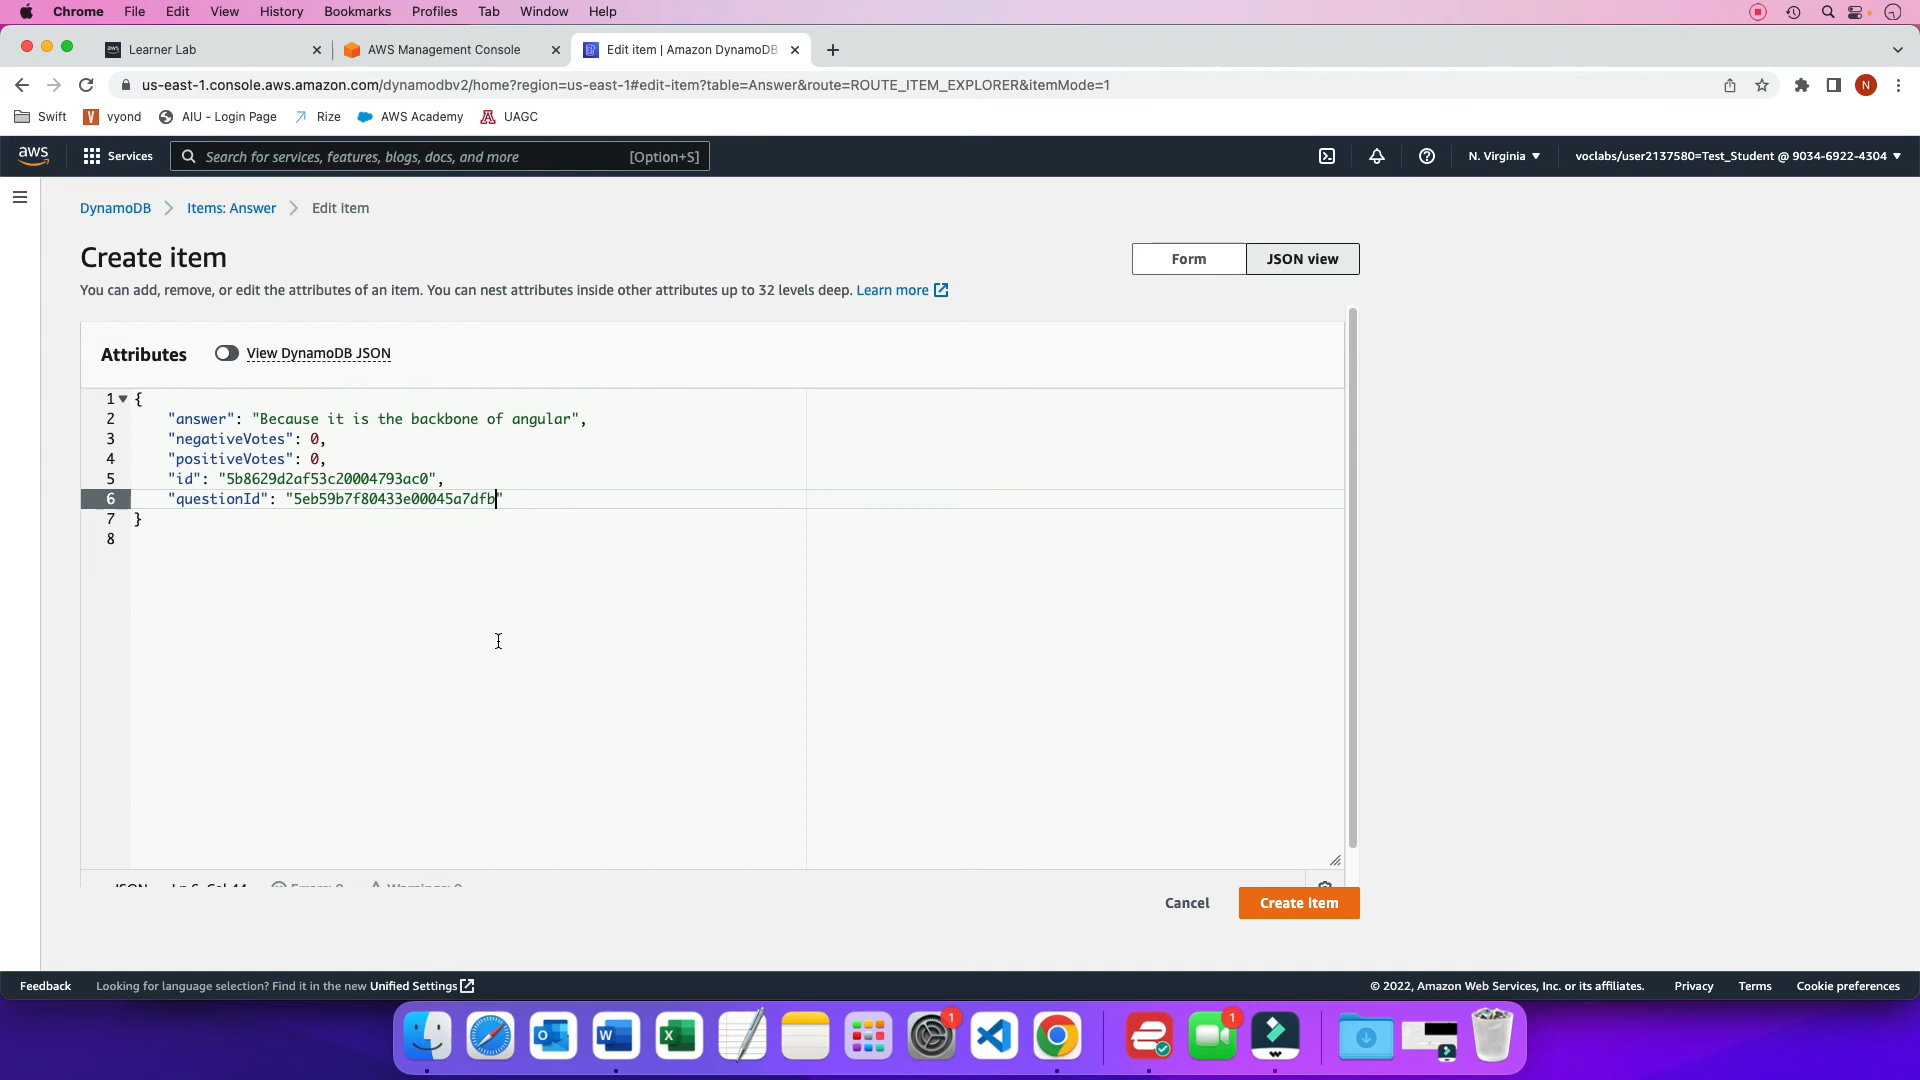 Chrome File Edit View History Bookmarks Profiles Tab Window Help
Learner Lab
AWS Management Console
Edit item | Amazon DynamoDB
us-east-1.console.aws.amazon.com/dynamodbv2/home?region=us-east-1#edit-item?table=Answer&route=ROUTE_ITEM_EXPLORER&itemMode=1
N
Swift vyond AIU - Login Page Rize AWS Academy UAGC
aws Services Search for services, features, blogs, docs, and more [Option+S] N. Virginia voclabs/user2137580=Test_Student @ 9034-6922-4304
DynamoDB Items: Answer Edit item
Create item
Form JSON view
You can add, remove, or edit the attributes of an item. You can nest attributes inside other attributes up to 32 levels deep. Learn more
Attributes View DynamoDB JSON
1 {
2 "answer": "Because it is the backbone of angular",
3 "negativeVotes": 0,
4 "positiveVotes": 0,
5 "id": "5b8629d2af53c20004793ac0",
6 "questionId": "5eb59b7f80433e00045a7dfb"
7 }
8
Cancel Create item
Feedback Looking for language selection? Find it in the new Unified Settings © 2022, Amazon Web Services, Inc. or its affiliates. Privacy Terms Cookie preferences
1 1